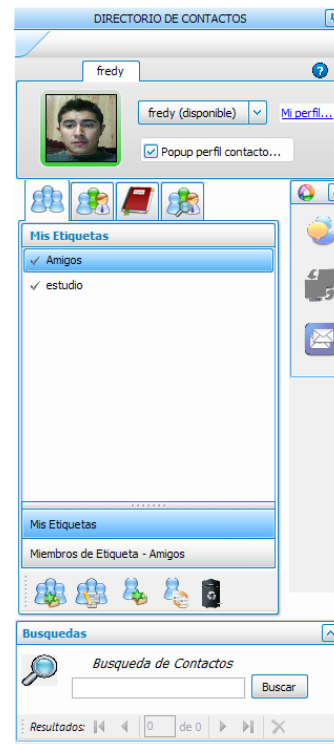 DIRECTORIO DE CONTACTOS
fredy
fredy (disponible)
Mi perfil...
Popup perfil contacto...
Mis Etiquetas
Amigos
estudio
Mis Etiquetas
Miembros de Etiqueta - Amigos
Busquedas
Busqueda de Contactos
Buscar
Resultados:
0
de 0